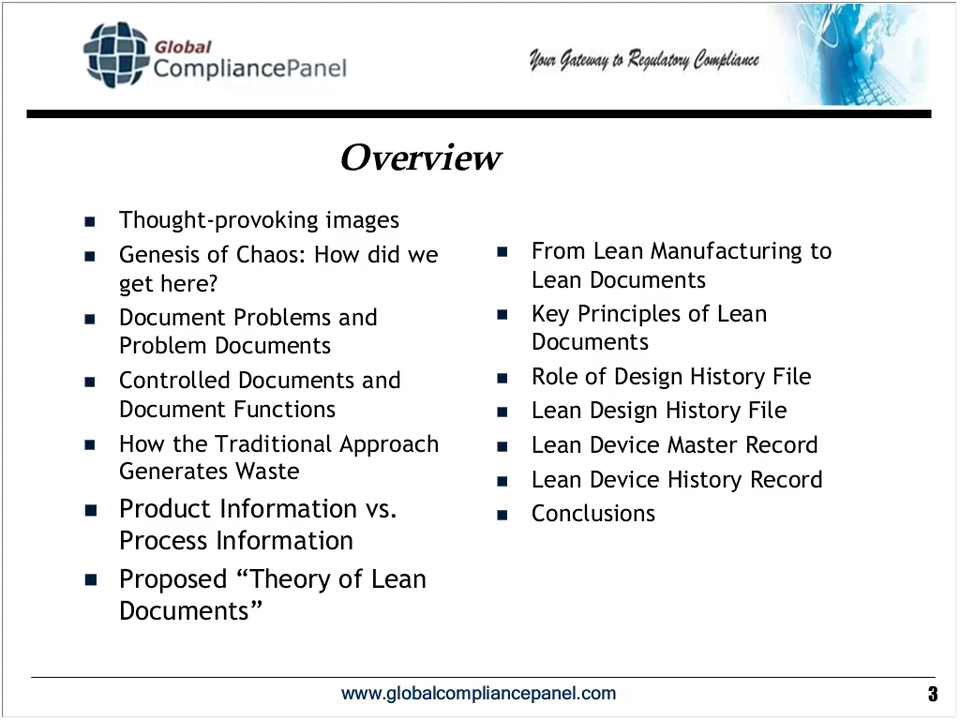 Global
CompliancePanel
Your Gateway to Regulatory Compliance
Overview
Thought-provoking images
Genesis of Chaos: How did we
get here?
Document Problems and
Problem Documents
Controlled Documents and
Document Functions
How the Traditional Approach
Generates Waste
Product Information vs.
Process Information
Proposed “Theory of Lean
Documents”
From Lean Manufacturing to
Lean Documents
Key Principles of Lean
Documents
Role of Design History File
Lean Design History File
Lean Device Master Record
Lean Device History Record
Conclusions
www.globalcompliancepanel.com
3